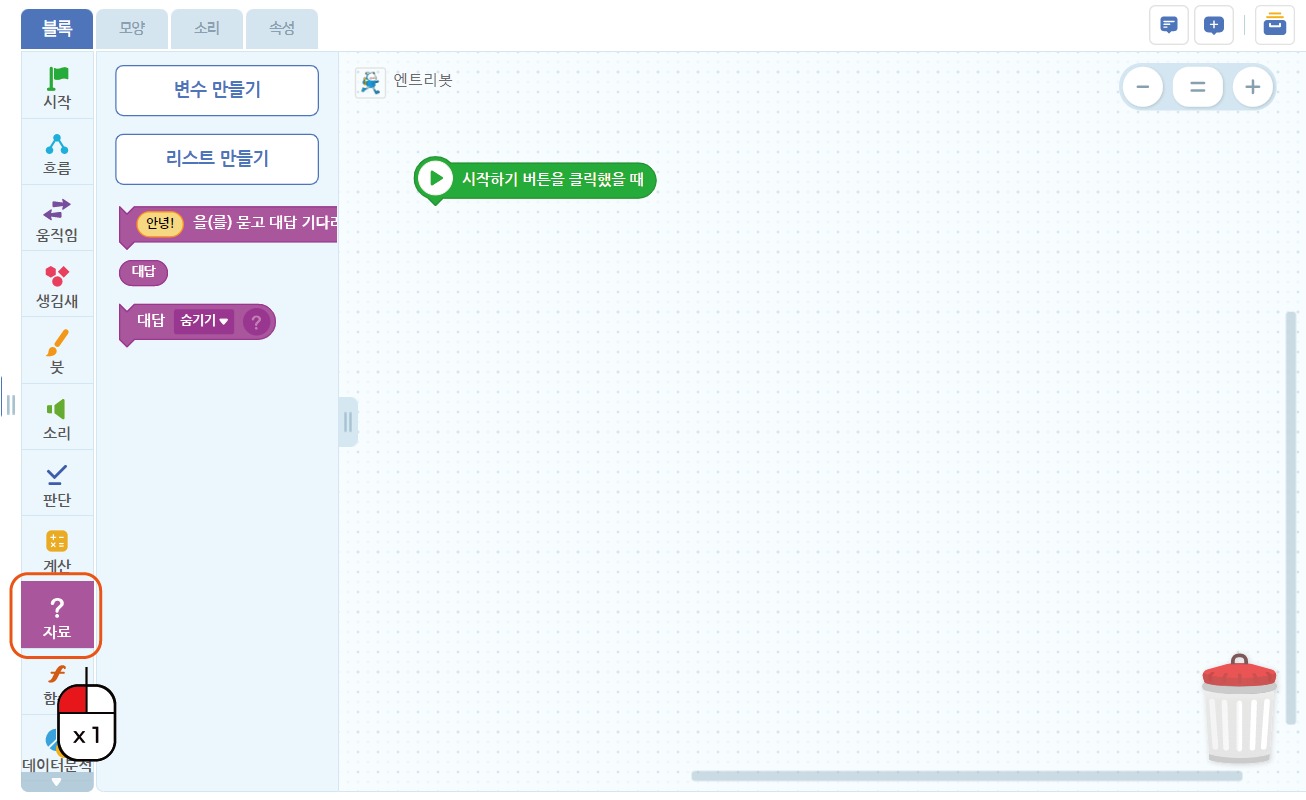 블록 모양 소리 속성
시작
흐름
움직임
생김새
붓
소리
판단
계산
자료
데이터분석
변수 만들기
리스트 만들기
안녕! 을(를) 묻고 대답 기다
대답
대답 숨기기 ?
엔트리봇
시작하기 버튼을 클릭했을 때
x 1